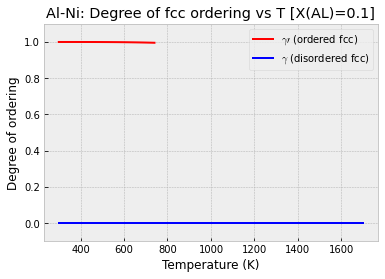 Al-Ni: Degree of fcc ordering vs T [X(AL)=0.1]
γ′ (ordered fcc)
γ (disordered fcc)
Degree of ordering
1.0
0.8
0.6
0.4
0.2
0.0
400 600 800 1000 1200 1400 1600
Temperature (K)